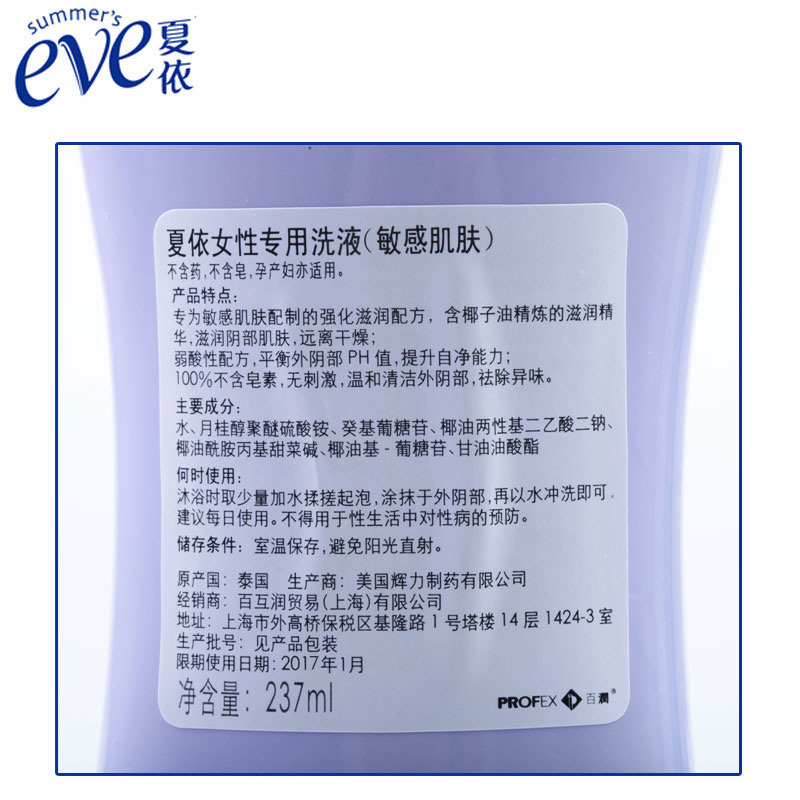 summer's
eve夏依
夏依女性专用洗液(敏感肌肤)
不含药,不含皂,孕产妇亦适用。
产品特点:
专为敏感肌肤配制的强化滋润配方, 含椰子油精炼的滋润精
华,滋润阴部肌肤,远离干燥;
弱酸性配方,平衡外阴部 PH 值,提升自净能力;
100%不含皂素,无刺激,温和清洁外阴部,祛除异味。
主要成分:
水、月桂醇聚醚硫酸铵、癸基葡糖苷、椰油两性基二乙酸二钠、
椰油酰胺丙基甜菜碱、椰油基 - 葡糖苷、甘油油酸酯
何时使用:
沐浴时取少量加水揉搓起泡,涂抹于外阴部,再以水冲洗即可,
建议每日使用。不得用于性生活中对性病的预防。
储存条件: 室温保存,避免阳光直射。
原产国: 泰国 生产商: 美国辉力制药有限公司
经销商: 百互润贸易(上海)有限公司
地址: 上海市外高桥保税区基隆路 1 号塔楼 14 层 1424-3 室
生产批号: 见产品包装
限期使用日期: 2017年1月
净含量: 237ml
PROFEX 百潤®